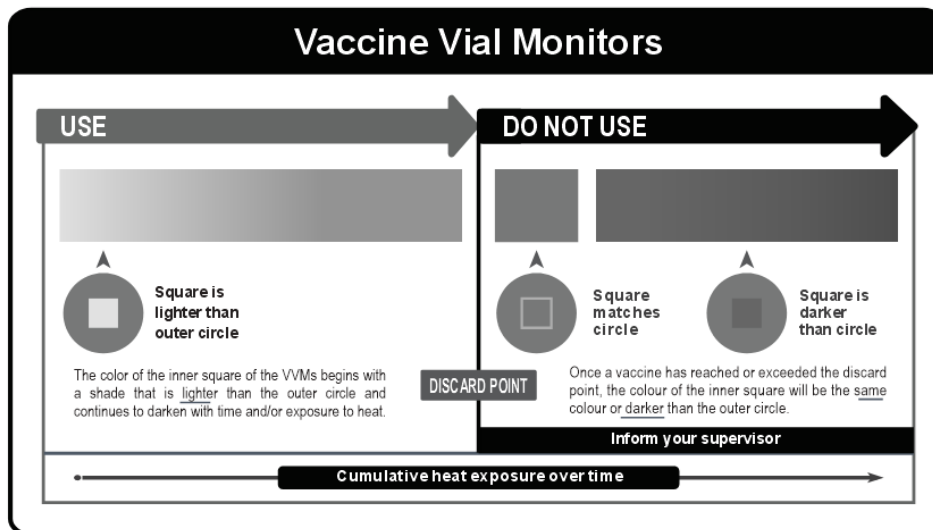 Vaccine Vial Monitors
USE
DO NOT USE
Square is
lighter than
outer circle
Square
matches
circle
Square is
darker
than circle
The color of the inner square of the VVMs begins with
a shade that is lighter than the outer circle and
continues to darken with time and/or exposure to heat.
DISCARD POINT
Once a vaccine has reached or exceeded the discard
point, the colour of the inner square will be the same
colour or darker than the outer circle.
Inform your supervisor
Cumulative heat exposure over time